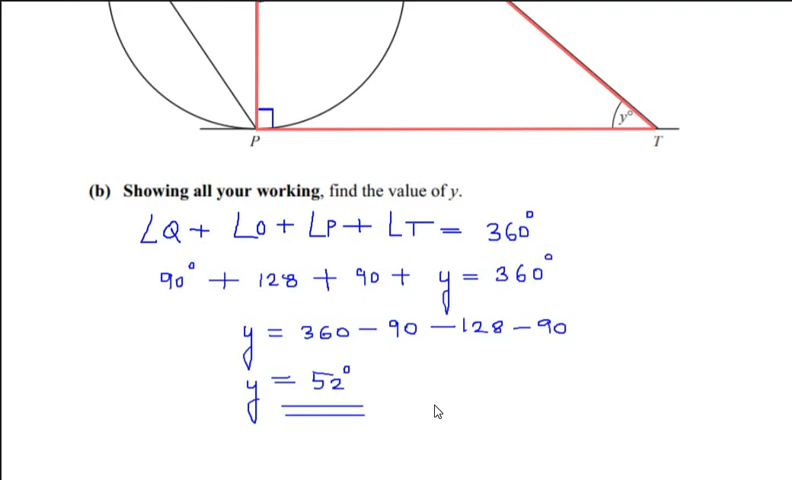 y°
P
T
(b) Showing all your working, find the value of y.
∠Q + ∠O + ∠P + ∠T = 360°
90° + 128 + 90 + y = 360°
y = 360 - 90 - 128 - 90
y = 52°